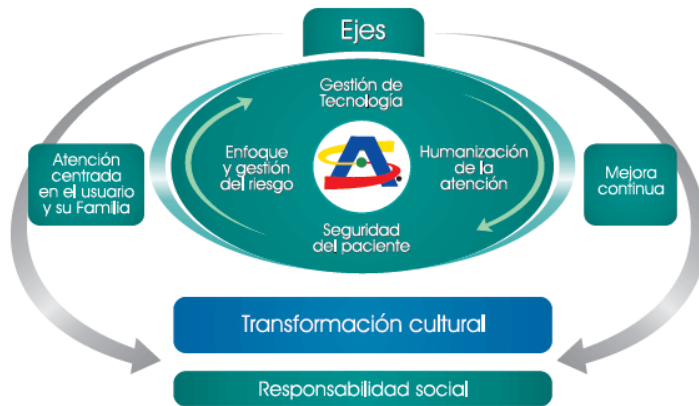 Ejes
Gestión de
Tecnología
Atención
centrada
en el usuario
y su Familia
Enfoque
y gestión
del riesgo
A
Humanización
de la
atención
Mejora
continua
Seguridad
del paciente
Transformación cultural
Responsabilidad social